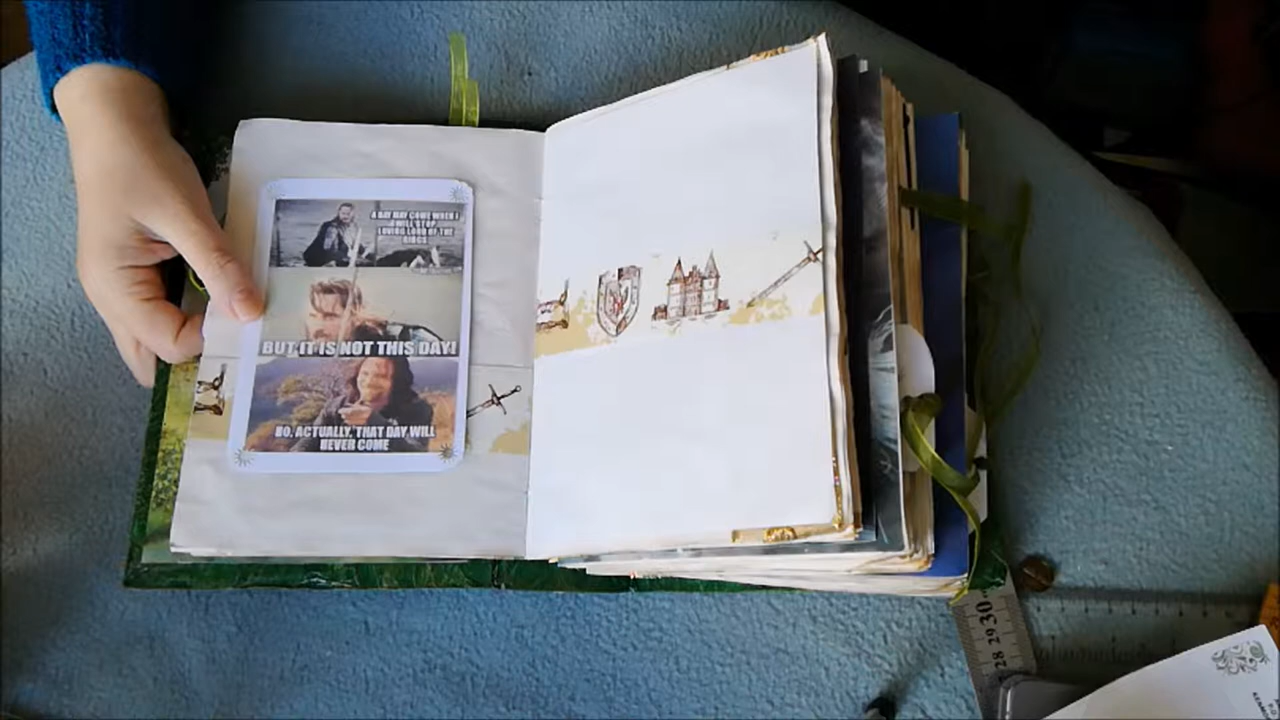 A DAY MAY COME WHEN I
WILL STOP
LOVING LORD OF THE
RINGS
BUT IT IS NOT THIS DAY!
NO, ACTUALLY, THAT DAY WILL
NEVER COME
28 29 30